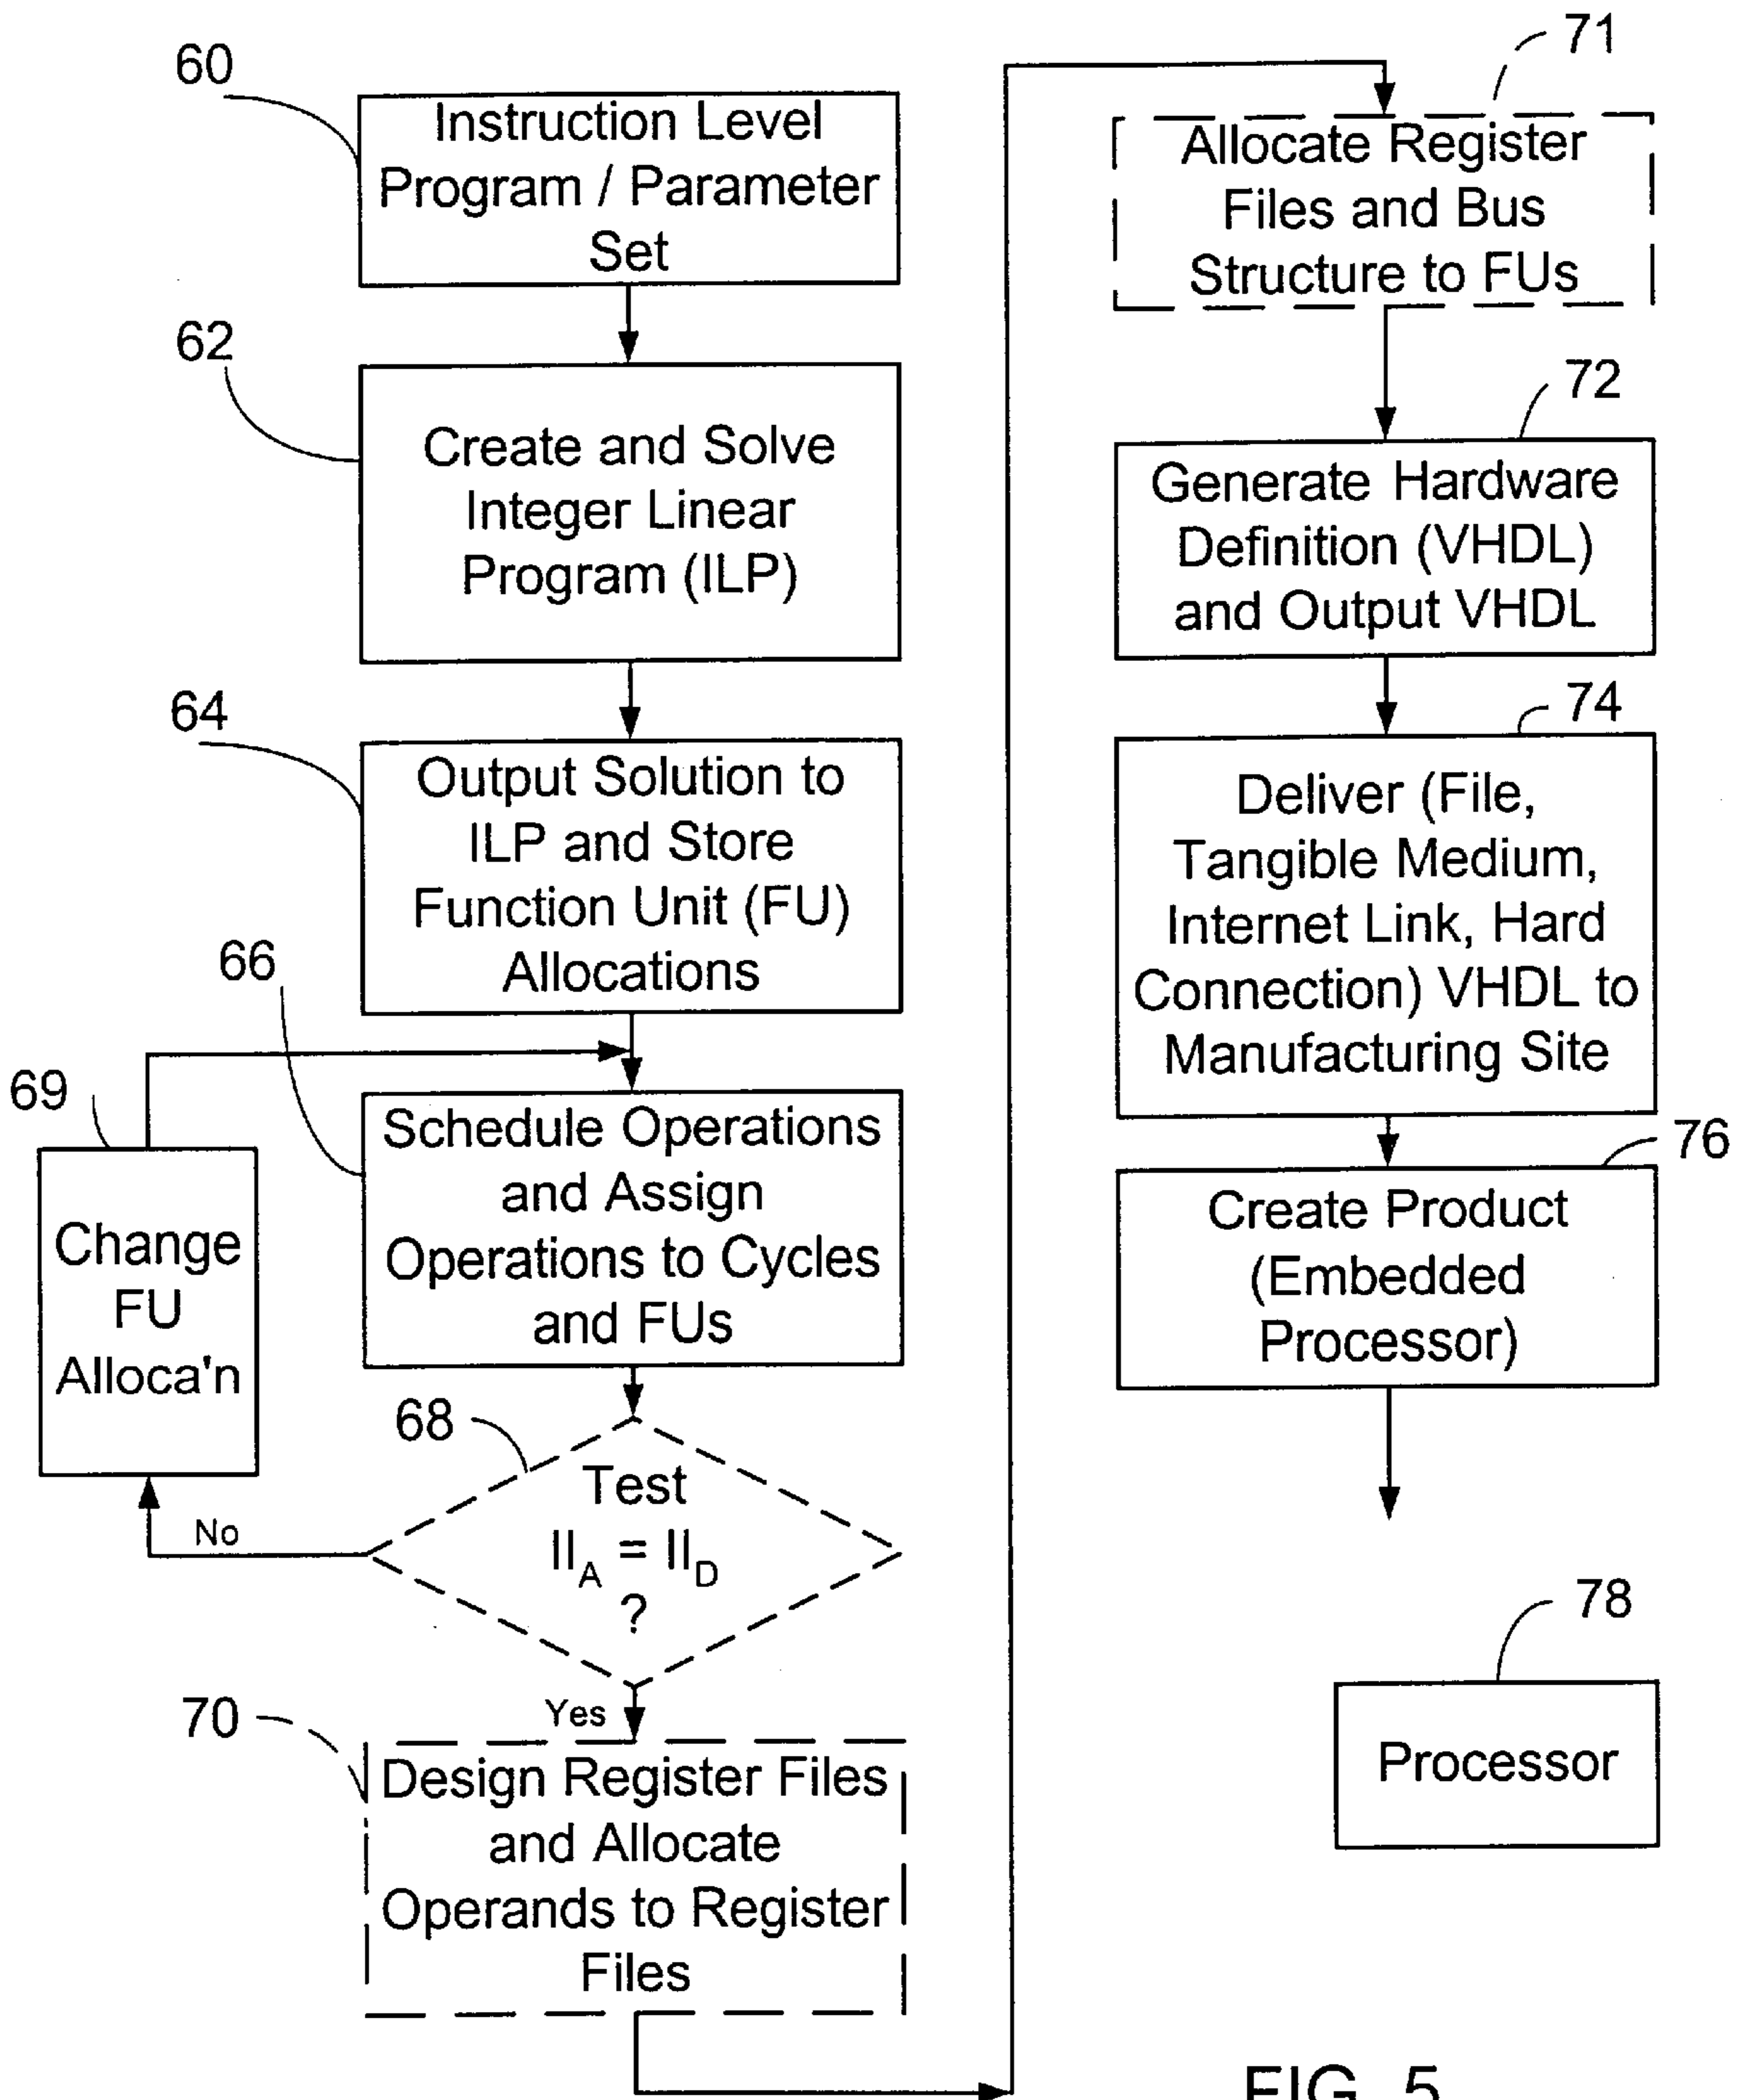 60
Instruction Level
Program / Parameter
Set
62
Create and Solve
Integer Linear
Program (ILP)
64
Output Solution to
ILP and Store
Function Unit (FU)
Allocations
66
Schedule Operations
and Assign
Operations to Cycles
and FUs
69
Change
FU
Alloca'n
68
Test
II_A = II_D
?
No
Yes
70
Design Register Files
and Allocate
Operands to Register
Files
71
Allocate Register
Files and Bus
Structure to FUs
72
Generate Hardware
Definition (VHDL)
and Output VHDL
74
Deliver (File,
Tangible Medium,
Internet Link, Hard
Connection) VHDL to
Manufacturing Site
76
Create Product
(Embedded
Processor)
78
Processor
FIG. 5